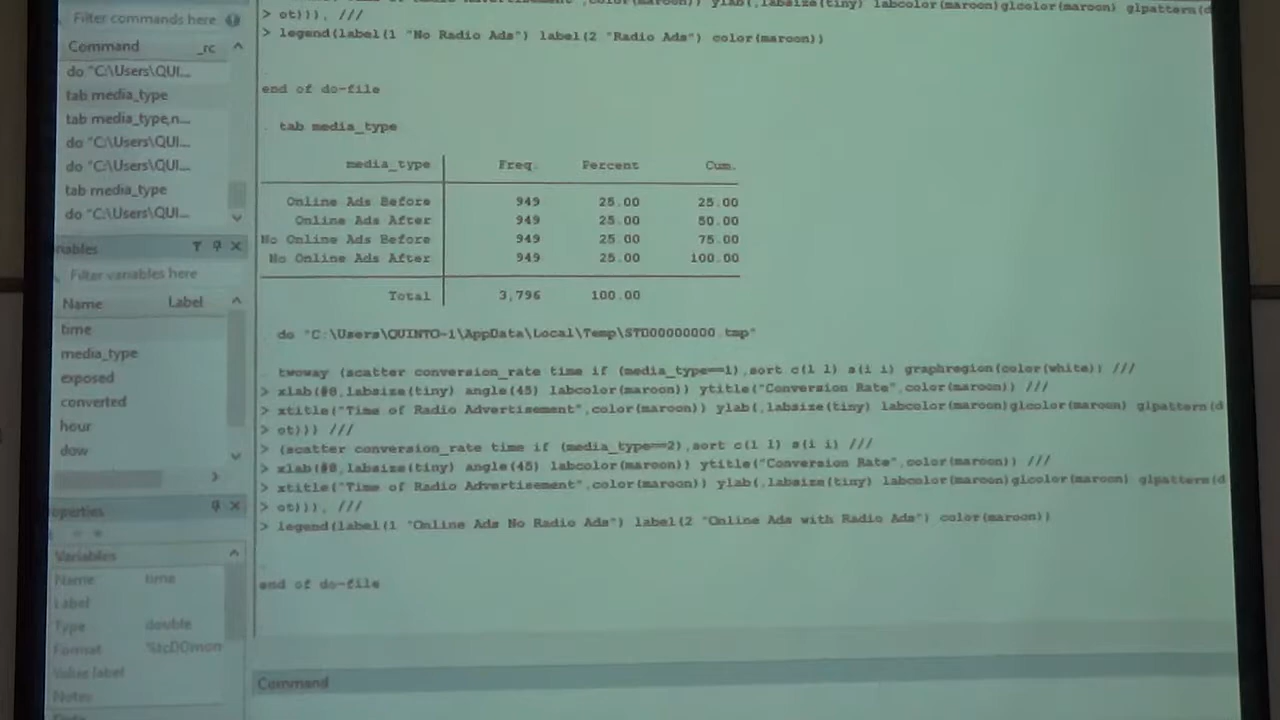 Filter commands here
Command _rc
do "C:\Users\QUI...
tab media_type
tab media_type,n...
do "C:\Users\QUI...
do "C:\Users\QUI...
tab media_type
do "C:\Users\QUI...
Filter variables here
Name Label
time
media_type
exposed
converted
hour
dow
Variables
Name time
Label
Type double
Format
Value label
Notes
> ot))), ///
> legend(label(1 "No Radio Ads") label(2 "Radio Ads") color(maroon))
end of do-file
. tab media_type
media_type Freq. Percent Cum.
Online Ads Before 949 25.00 25.00
Online Ads After 949 25.00 50.00
No Online Ads Before 949 25.00 75.00
No Online Ads After 949 25.00 100.00
Total 3,796 100.00
do "C:\Users\QUINTO~1\AppData\Local\Temp\STD00000000.tmp"
. twoway (scatter conversion_rate time if (media_type==1),sort c(l l) s(i i) graphregion(color(white)) ///
> xlab(#8,labsize(tiny) angle(45) labcolor(maroon)) ytitle("Conversion Rate",color(maroon)) ///
> xtitle("Time of Radio Advertisement",color(maroon)) ylab(,labsize(tiny) labcolor(maroon)glcolor(maroon) glpattern(d
> ot))) ///
> (scatter conversion_rate time if (media_type==2),sort c(l l) s(i i) ///
> xlab(#8,labsize(tiny) angle(45) labcolor(maroon)) ytitle("Conversion Rate",color(maroon)) ///
> xtitle("Time of Radio Advertisement",color(maroon)) ylab(,labsize(tiny) labcolor(maroon)glcolor(maroon) glpattern(d
> ot))), ///
> legend(label(1 "Online Ads No Radio Ads") label(2 "Online Ads with Radio Ads") color(maroon))
end of do-file
Command